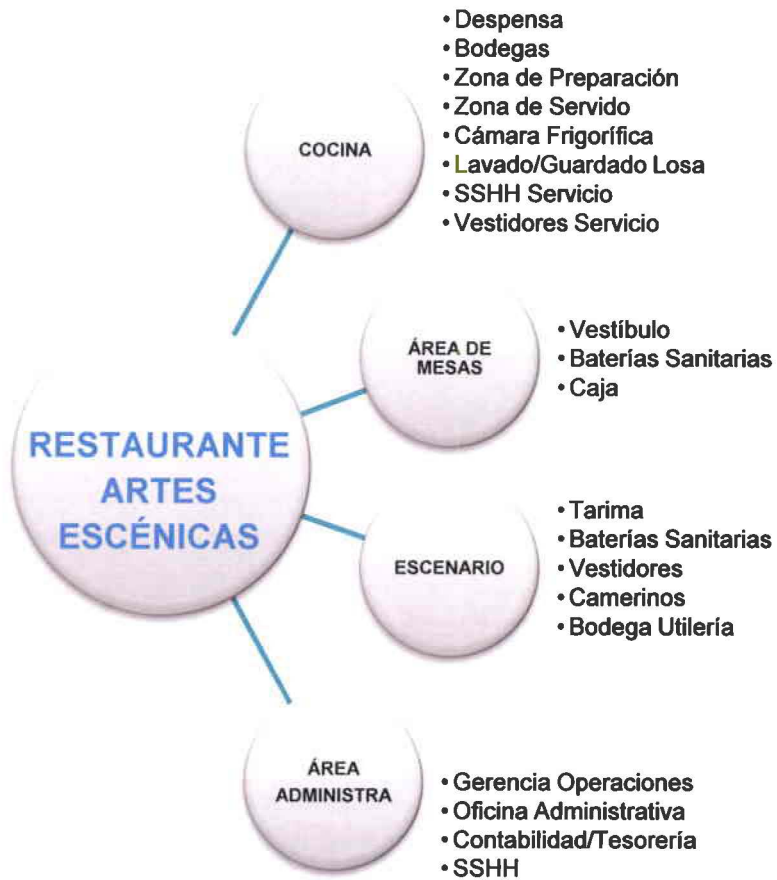 • Despensa
• Bodegas
• Zona de Preparación
• Zona de Servido
• Cámara Frigorífica
• Lavado/Guardado Losa
• SSHH Servicio
• Vestidores Servicio
COCINA
ÁREA DE
MESAS
• Vestíbulo
• Baterías Sanitarias
• Caja
RESTAURANTE
ARTES
ESCÉNICAS
ESCENARIO
• Tarima
• Baterías Sanitarias
• Vestidores
• Camerinos
• Bodega Utilería
ÁREA
ADMINISTRA
• Gerencia Operaciones
• Oficina Administrativa
• Contabilidad/Tesorería
• SSHH